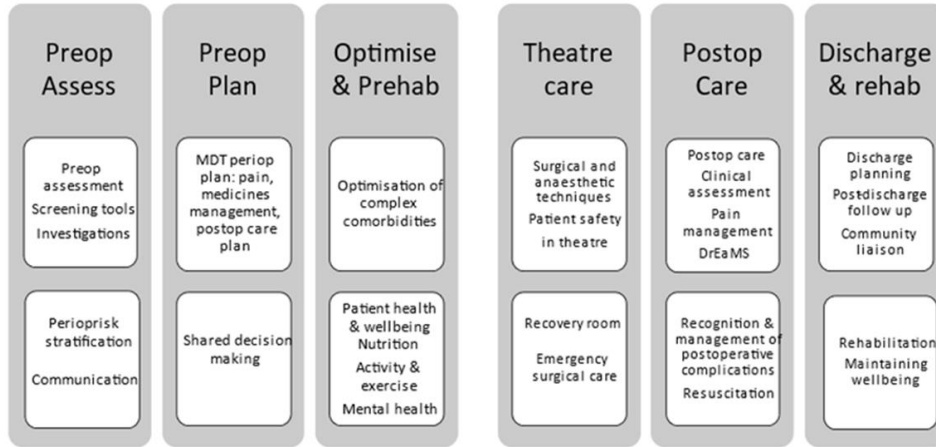 Preop
Assess
Preop
assessment
Screening tools
Investigations
Perioprisk
stratification
Communication
Preop
Plan
MDT periop
plan: pain,
medicines
management,
postop care
plan
Shared decision
making
Optimise
& Prehab
Optimisation of
complex
comorbidities
Patient health
& wellbeing
Nutrition
Activity &
exercise
Mental health
Theatre
care
Surgical and
anaesthetic
techniques
Patient safety
in theatre
Recovery room
Emergency
surgical care
Postop
Care
Postop care
Clinical
assessment
Pain
management
DrEaMS
Recognition &
management of
postoperative
complications
Resuscitation
Discharge
& rehab
Discharge
planning
Post-discharge
follow up
Community
liaison
Rehabilitation
Maintaining
wellbeing